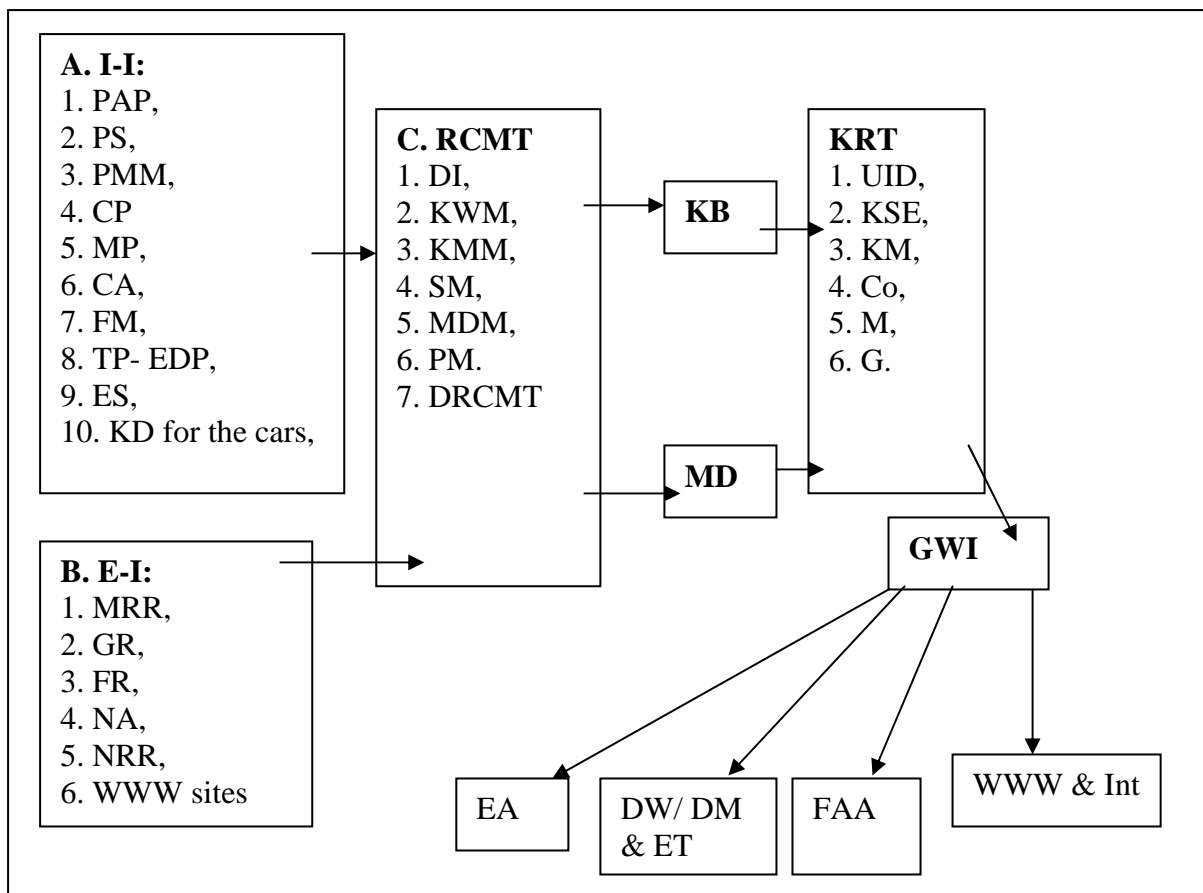 A. I-I:
1. PAP,
2. PS,
3. PMM,
4. CP
5. MP,
6. CA,
7. FM,
8. TP- EDP,
9. ES,
10. KD for the cars,
B. E-I:
1. MRR,
2. GR,
3. FR,
4. NA,
5. NRR,
6. WWW sites
C. RCMT
1. DI,
2. KWM,
3. KMM,
4. SM,
5. MDM,
6. PM.
7. DRCMT
KB
MD
KRT
1. UID,
2. KSE,
3. KM,
4. Co,
5. M,
6. G.
GWI
EA
DW/ DM
& ET
FAA
WWW & Int